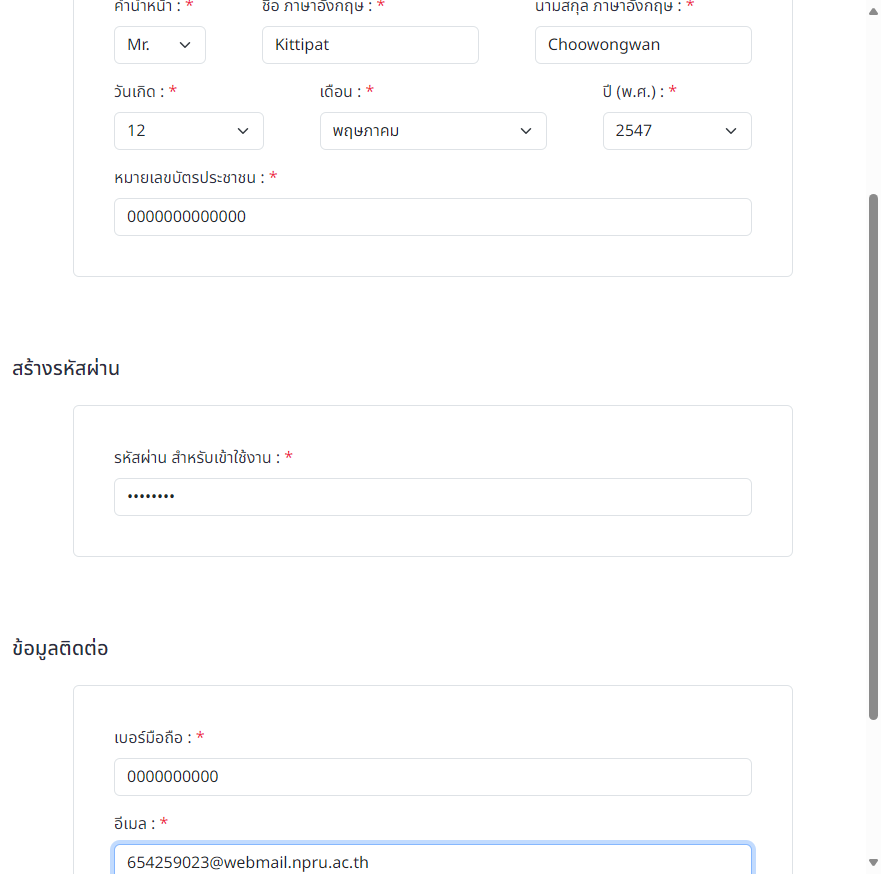 คำนำหน้า : * ชื่อ ภาษาอังกฤษ : * นามสกุล ภาษาอังกฤษ : *
Mr. Kittipat Choowongwan
วันเกิด : * เดือน : * ปี (พ.ศ.) : *
12 พฤษภาคม 2547
หมายเลขบัตรประชาชน : *
0000000000000
สร้างรหัสผ่าน
รหัสผ่าน สำหรับเข้าใช้งาน : *
••••••••
ข้อมูลติดต่อ
เบอร์มือถือ : *
0000000000
อีเมล : *
654259023@webmail.npru.ac.th